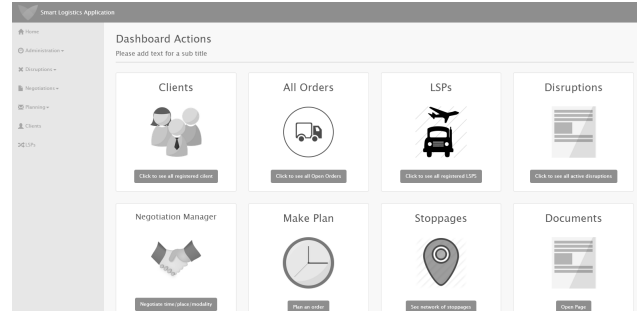 Smart Logistics Application
Home
Administration
Disruptions
Negotiations
Planning
Clients
LSPs
Dashboard Actions
Please add text for a sub title
Clients
All Orders
LSPs
Disruptions
Click to see all registered client
Click to see all Open Orders
Click to see all registered LSPS
Click to see all active disruptions
Negotiation Manager
Make Plan
Stoppages
Documents
Negotiate time/place/modality
Plan an order
See network of stoppages
Open Page